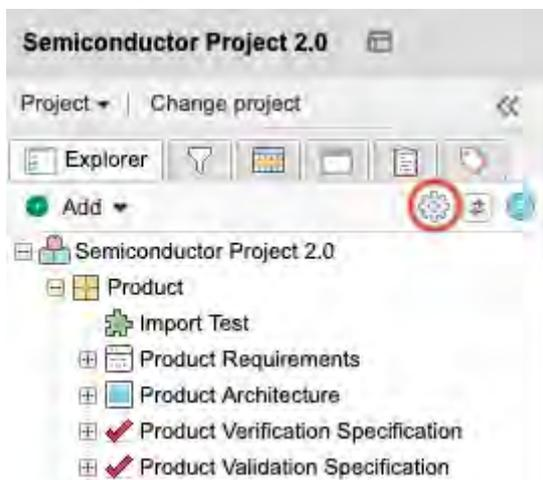 Semiconductor Project 2.0
Project | Change project
Explorer
Add
Semiconductor Project 2.0
Product
Import Test
Product Requirements
Product Architecture
Product Verification Specification
Product Validation Specification